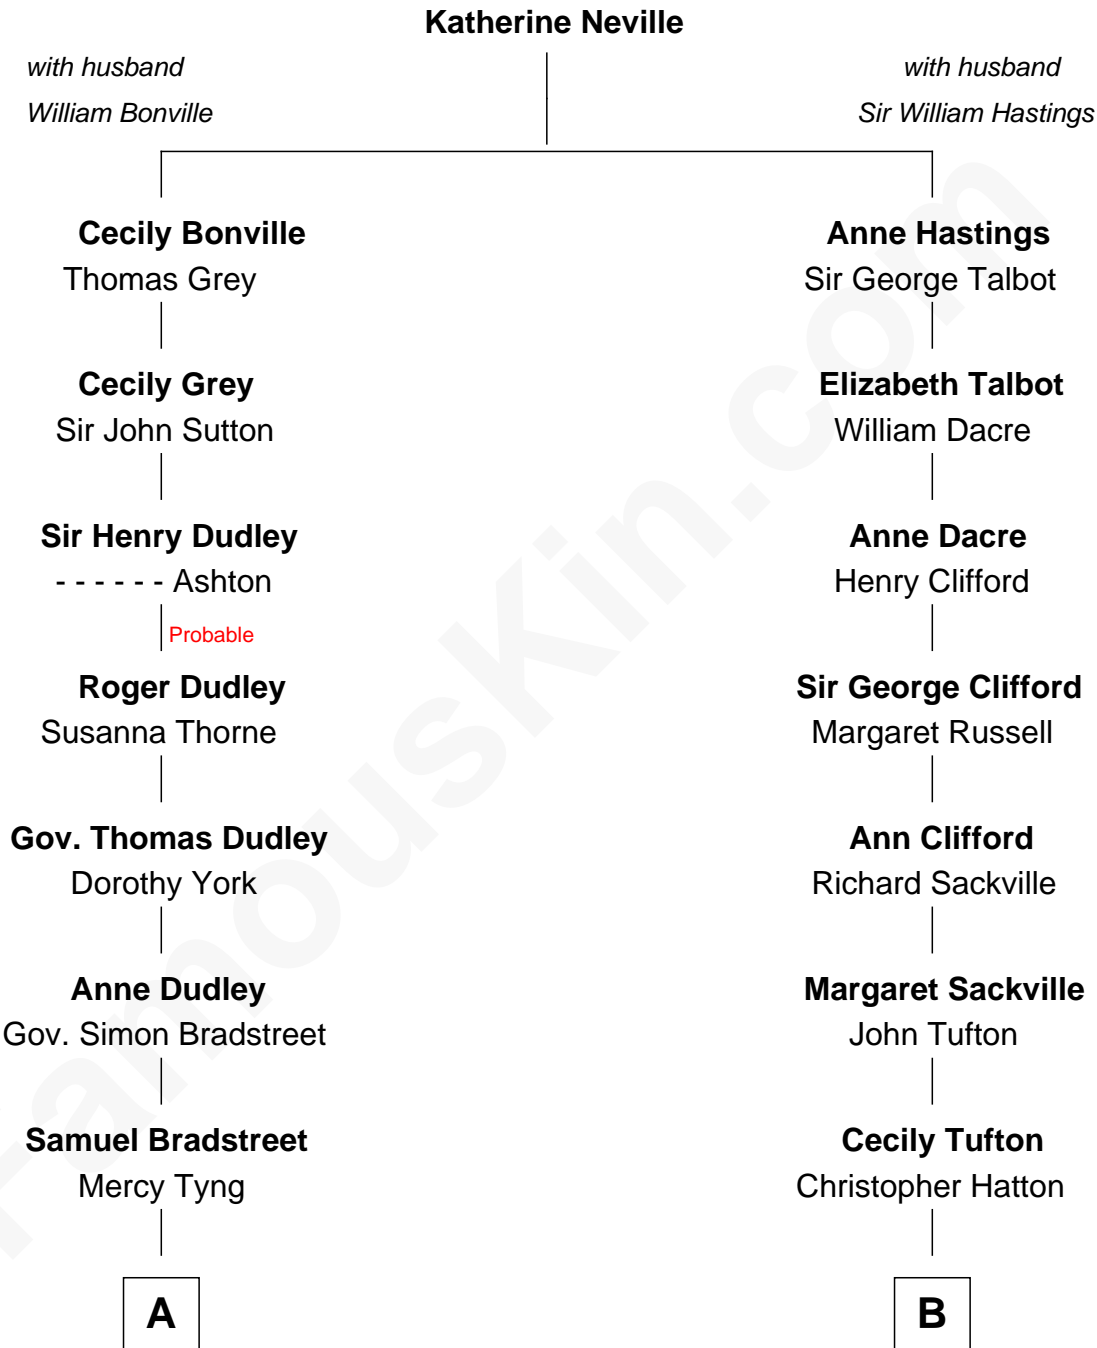 Katherine Neville
with husband
William Bonville
with husband
Sir William Hastings
Cecily Bonville
Thomas Grey
Anne Hastings
Sir George Talbot
Cecily Grey
Sir John Sutton
Elizabeth Talbot
William Dacre
Sir Henry Dudley
- - - - - - Ashton
Anne Dacre
Henry Clifford
Probable
Roger Dudley
Susanna Thorne
Sir George Clifford
Margaret Russell
Gov. Thomas Dudley
Dorothy York
Ann Clifford
Richard Sackville
Anne Dudley
Gov. Simon Bradstreet
Margaret Sackville
John Tufton
Samuel Bradstreet
Mercy Tyng
Cecily Tufton
Christopher Hatton
A
B
FamousKin.com